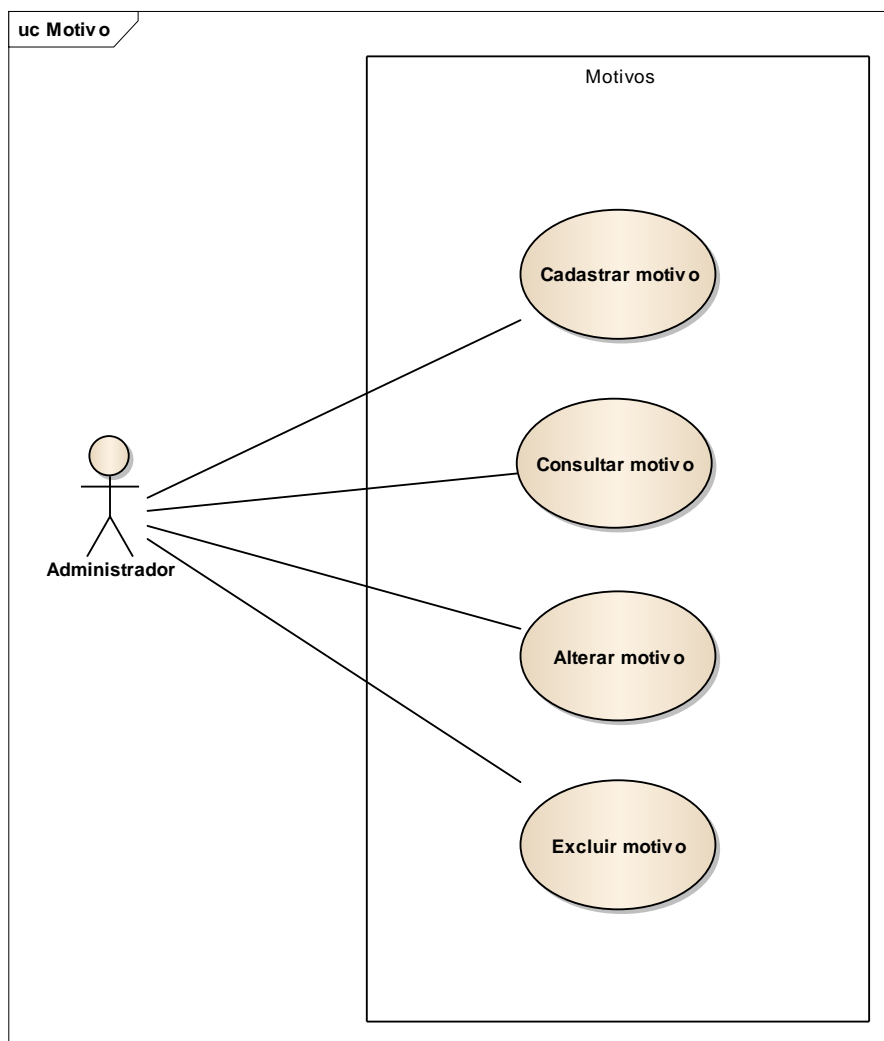 uc Motivo
Motivos
Cadastrar motivo
Consultar motivo
Administrador
Alterar motivo
Excluir motivo